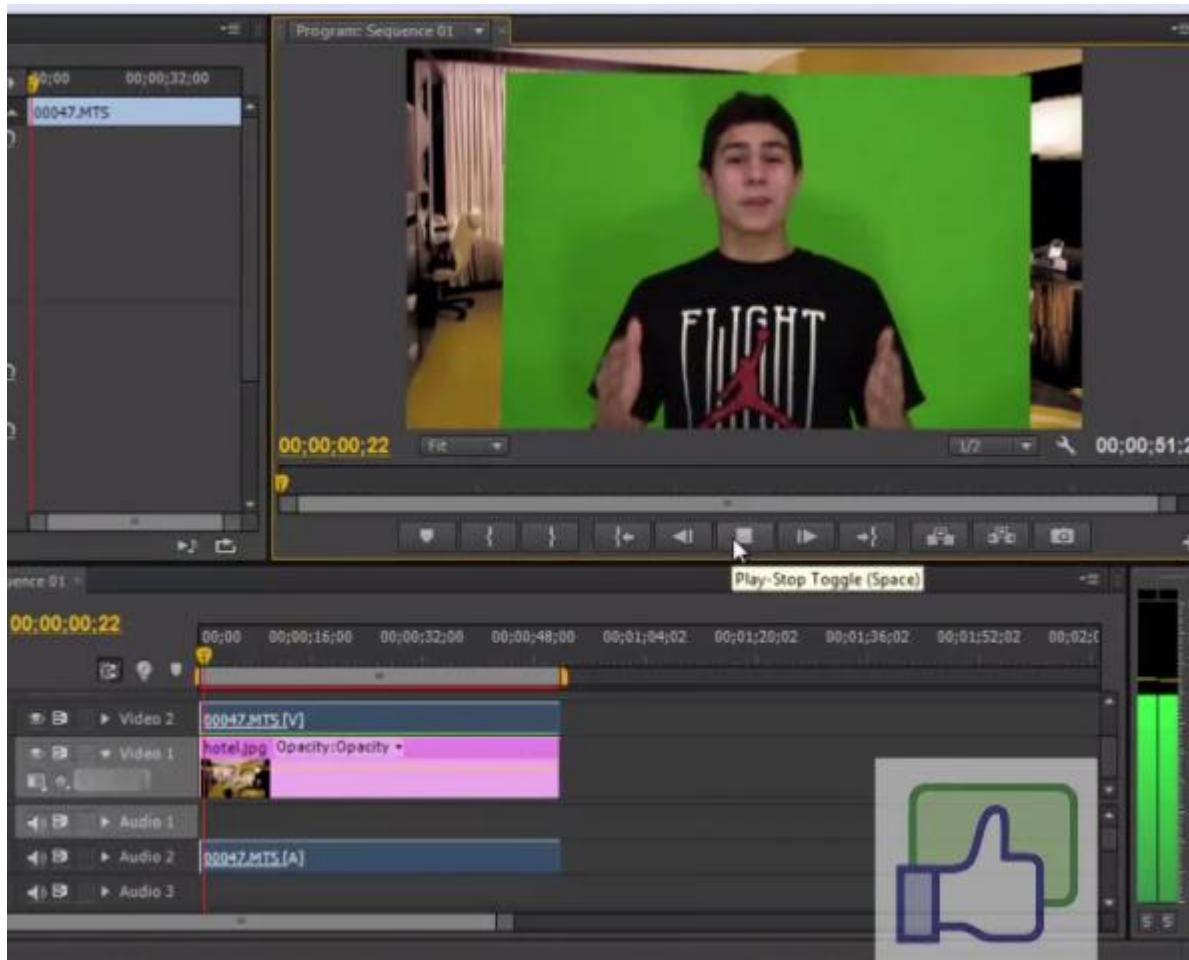 Program: Sequence 01
00;00 00;00;32;00
00047.MTS
FLIGHT
00;00;00;22 Fit 1/2 00;00;51;2
Play-Stop Toggle (Space)
uence 01
00;00;00;22
00;00 00;00;16;00 00;00;32;00 00;00;48;00 00;01;04;02 00;01;20;02 00;01;36;02 00;01;52;02 00;02;0
Video 2 00047.MTS [V]
Video 1 hotel.jpg Opacity:Opacity
Audio 1
Audio 2 00047.MTS [A]
Audio 3
S S